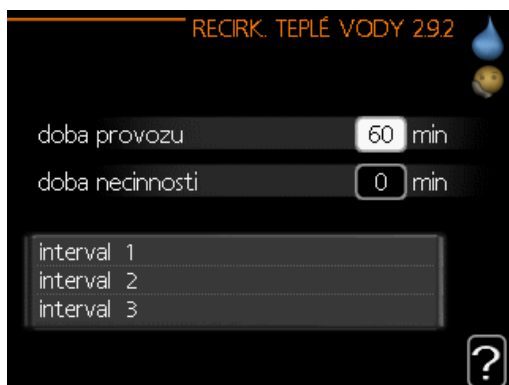 RECIRK. TEPLÉ VODY 2.9.2
doba provozu 60 min
doba necinnosti 0 min
interval 1
interval 2
interval 3
?